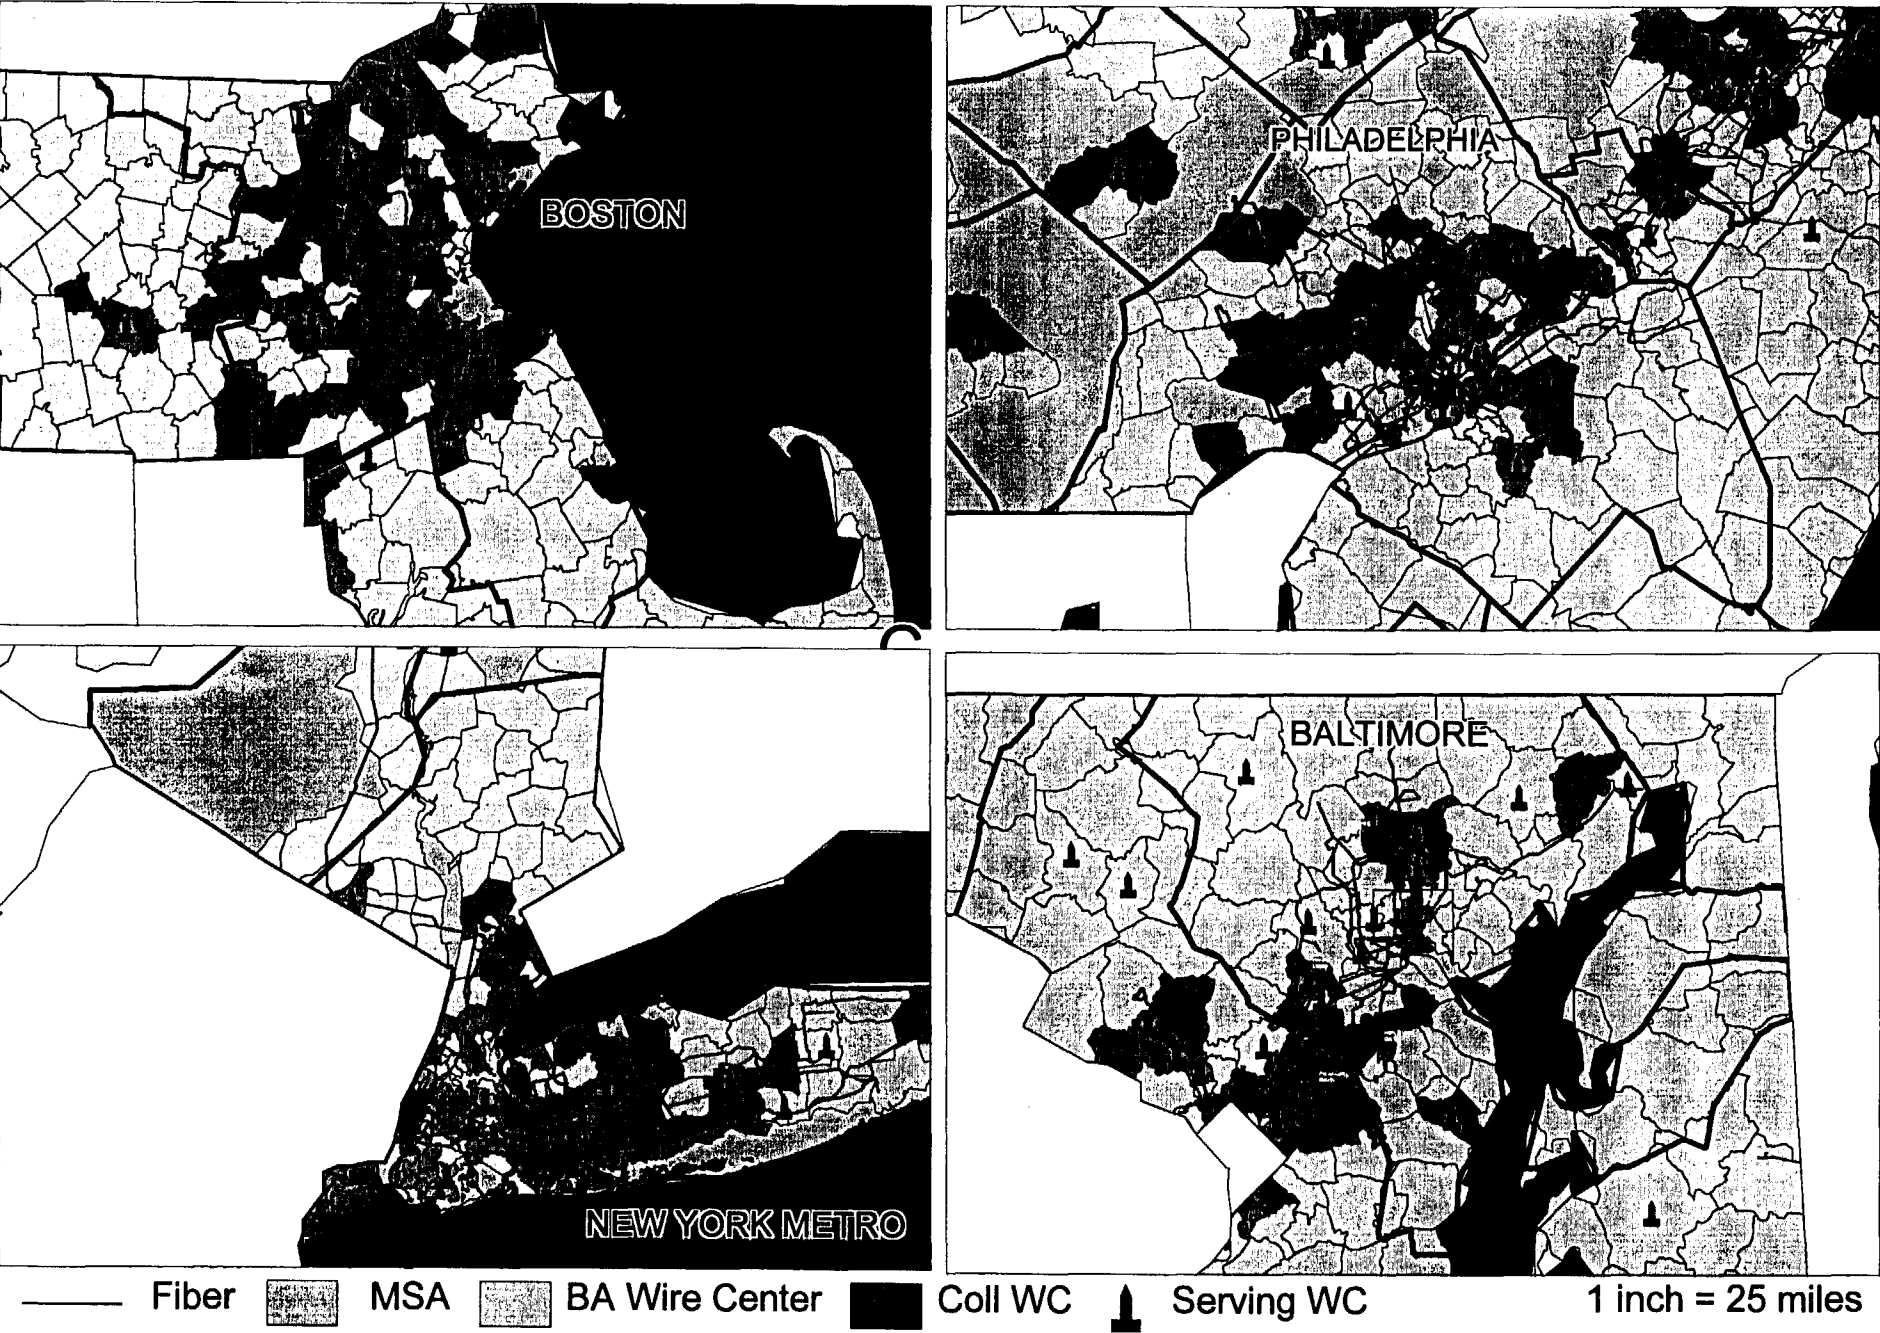 BOSTON
PHILADELPHIA
NEW YORK METRO
BALTIMORE
Fiber MSA BA Wire Center Coll WC Serving WC 1 inch = 25 miles